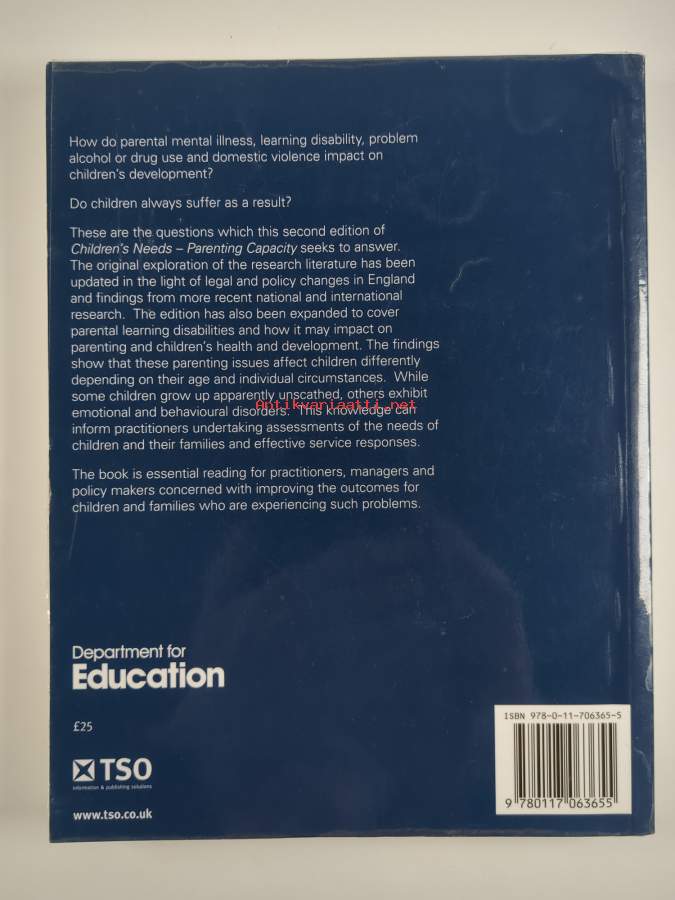 How do parental mental illness, learning disability, problem
alcohol or drug use and domestic violence impact on
children's development?
Do children always suffer as a result?
These are the questions which this second edition of
Children's Needs – Parenting Capacity seeks to answer.
The original exploration of the research literature has been
updated in the light of legal and policy changes in England
and findings from more recent national and international
research. The edition has also been expanded to cover
parental learning disabilities and how it may impact on
parenting and children's health and development. The findings
show that these parenting issues affect children differently
depending on their age and individual circumstances. While
some children grow up apparently unscathed, others exhibit
Antikvariaatti.net
emotional and behavioural disorders. This knowledge can
inform practitioners undertaking assessments of the needs of
children and their families and effective service responses.
The book is essential reading for practitioners, managers and
policy makers concerned with improving the outcomes for
children and families who are experiencing such problems.
Department for
Education
£25
TSO
information & publishing solutions
www.tso.co.uk
ISBN 978-0-11-706365-5
9 780117 063655